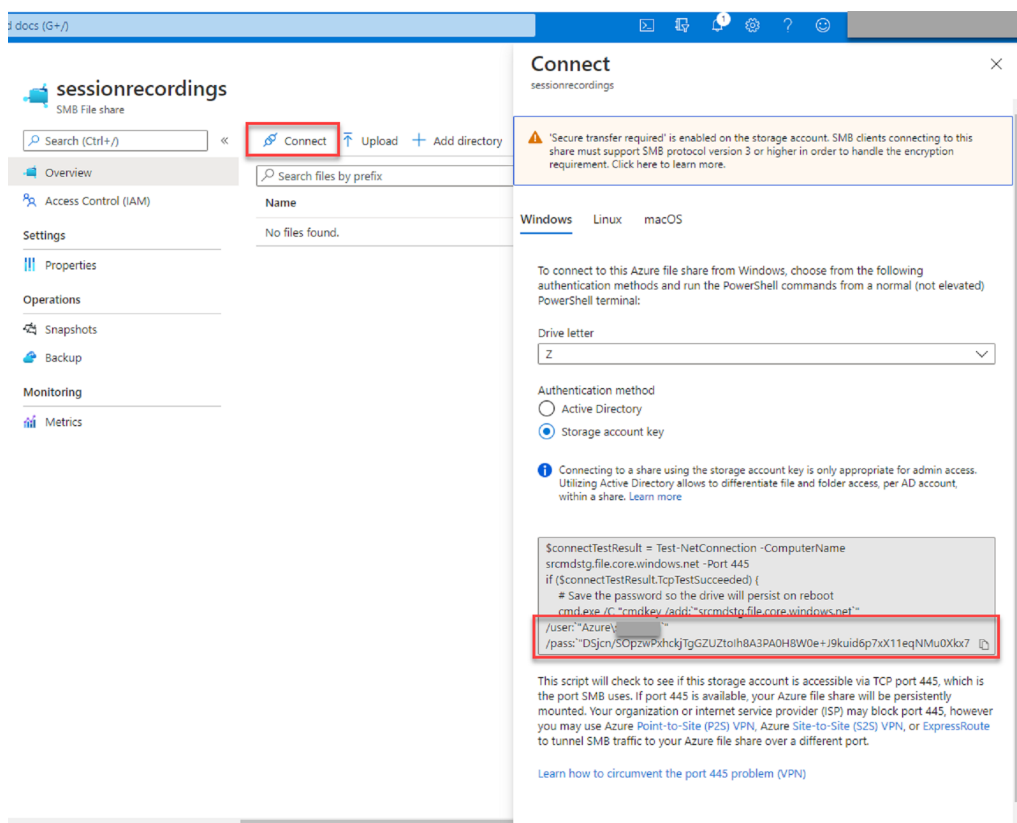 d docs (G+/)
1
sessionrecordings
SMB File share
Search (Ctrl+/)
«
Overview
Access Control (IAM)
Settings
Properties
Operations
Snapshots
Backup
Monitoring
Metrics
Connect
Upload
Add directory
Search files by prefix
Name
No files found.
Connect
sessionrecordings
'Secure transfer required' is enabled on the storage account. SMB clients connecting to this
share must support SMB protocol version 3 or higher in order to handle the encryption
requirement. Click here to learn more.
Windows Linux macOS
To connect to this Azure file share from Windows, choose from the following
authentication methods and run the PowerShell commands from a normal (not elevated)
PowerShell terminal:
Drive letter
Z
Authentication method
Active Directory
Storage account key
Connecting to a share using the storage account key is only appropriate for admin access.
Utilizing Active Directory allows to differentiate file and folder access, per AD account,
within a share. Learn more
$connectTestResult = Test-NetConnection -ComputerName
srcmdstg.file.core.windows.net -Port 445
if ($connectTestResult.TcpTestSucceeded) {
# Save the password so the drive will persist on reboot
cmd.exe /C "cmdkey /add:`"srcmdstg.file.core.windows.net`"
/user:`"Azure\
/pass:`"DSjcn/SOpzwPxhckjTgGZUZtoIh8A3PA0H8W0e+J9kuid6p7xX11eqNMu0Xkx7
This script will check to see if this storage account is accessible via TCP port 445, which is
the port SMB uses. If port 445 is available, your Azure file share will be persistently
mounted. Your organization or internet service provider (ISP) may block port 445, however
you may use Azure Point-to-Site (P2S) VPN, Azure Site-to-Site (S2S) VPN, or ExpressRoute
to tunnel SMB traffic to your Azure file share over a different port.
Learn how to circumvent the port 445 problem (VPN)